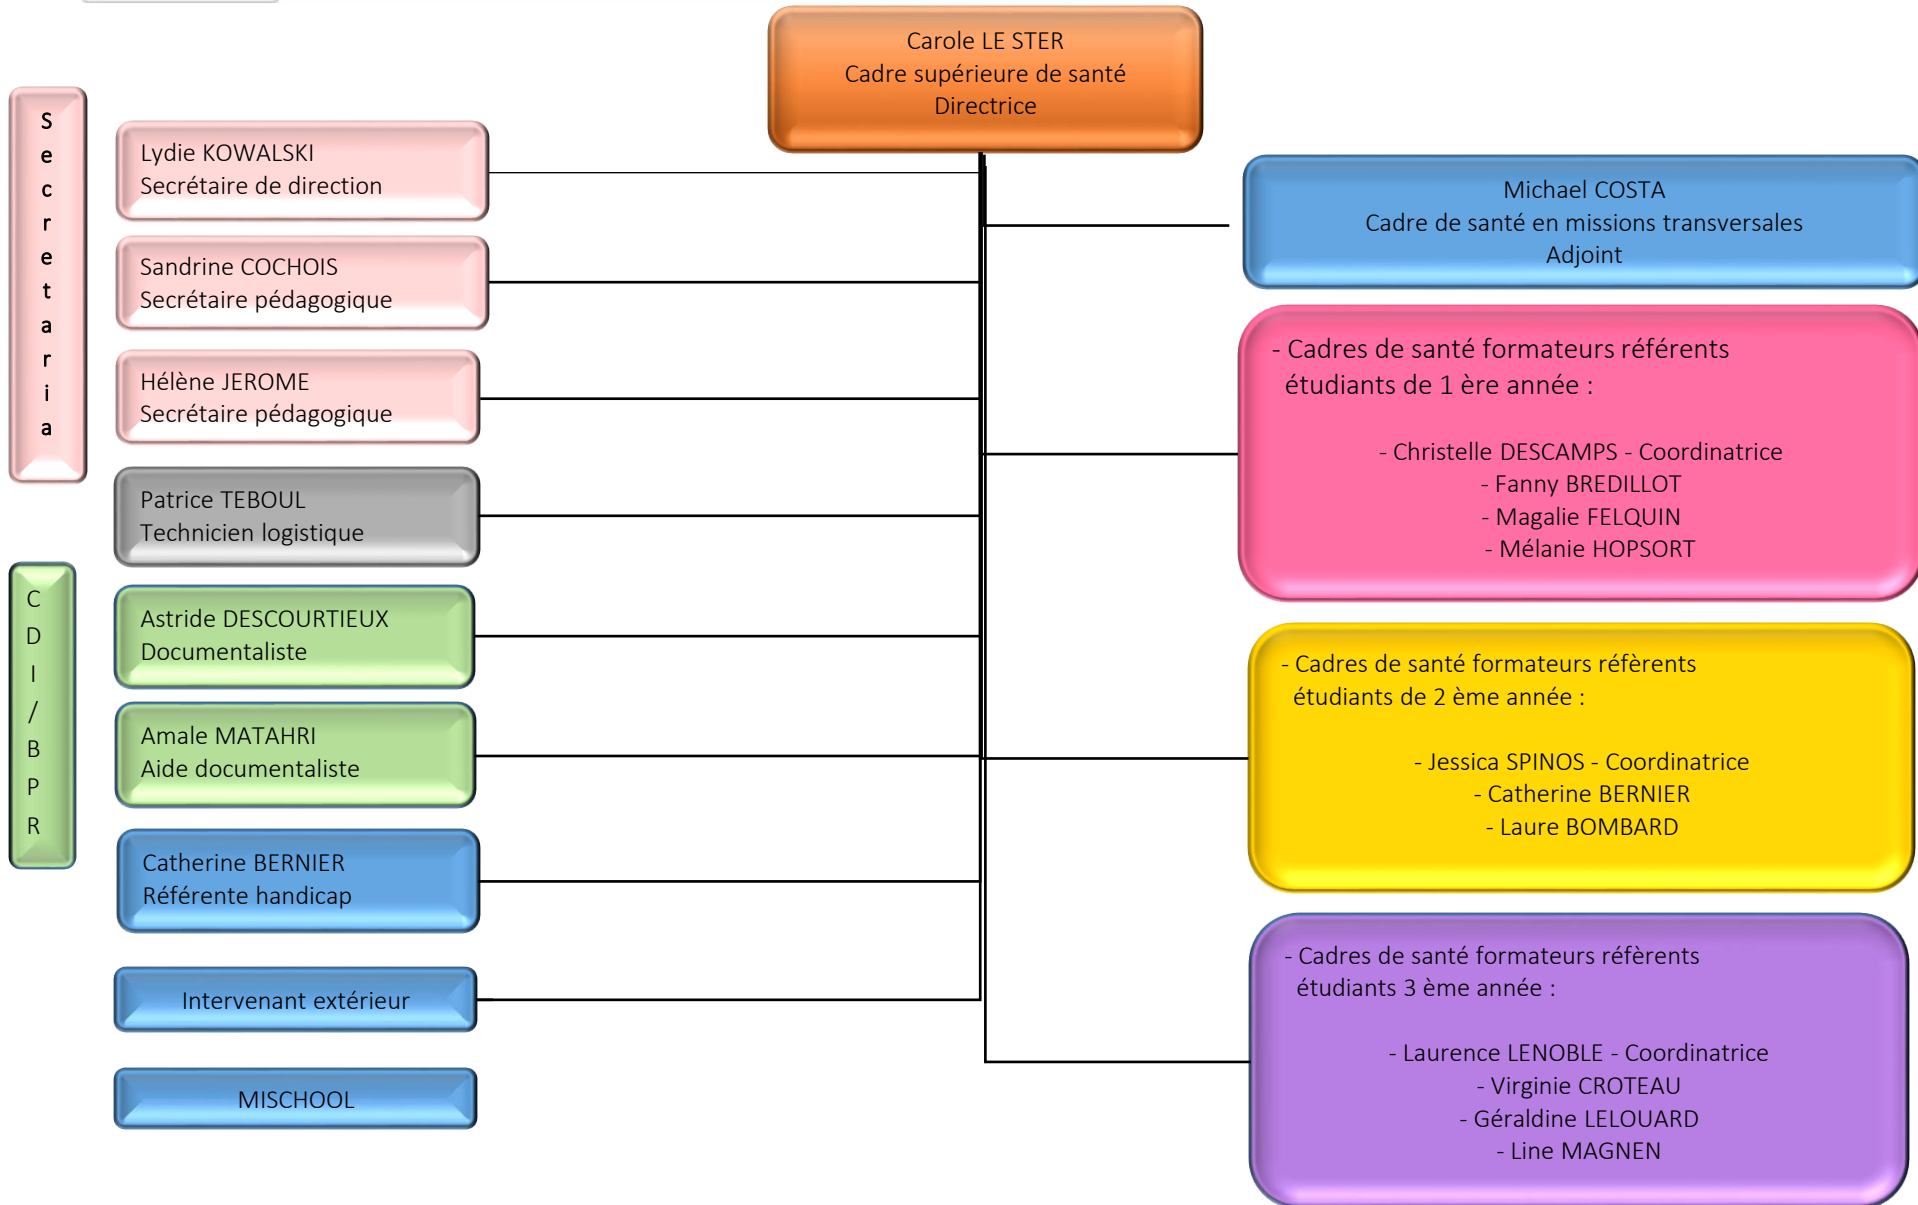 Carole LE STER
Cadre supérieure de santé
Directrice
Secretaria
Lydie KOWALSKI
Secrétaire de direction
Sandrine COCHOIS
Secrétaire pédagogique
Hélène JEROME
Secrétaire pédagogique
Patrice TEBOUL
Technicien logistique
CDI/BPR
Astride DESCOURTIEUX
Documentaliste
Amale MATAHRI
Aide documentaliste
Catherine BERNIER
Référente handicap
Intervenant extérieur
MISCHOOL
Michael COSTA
Cadre de santé en missions transversales
Adjoint
- Cadres de santé formateurs référents
étudiants de 1 ère année :
- Christelle DESCAMPS - Coordinatrice
- Fanny BREDILLOT
- Magalie FELQUIN
- Mélanie HOPSORT
- Cadres de santé formateurs réfèrents
étudiants de 2 ème année :
- Jessica SPINOS - Coordinatrice
- Catherine BERNIER
- Laure BOMBARD
- Cadres de santé formateurs réfèrents
étudiants 3 ème année :
- Laurence LENOBLE - Coordinatrice
- Virginie CROTEAU
- Géraldine LELOUARD
- Line MAGNEN